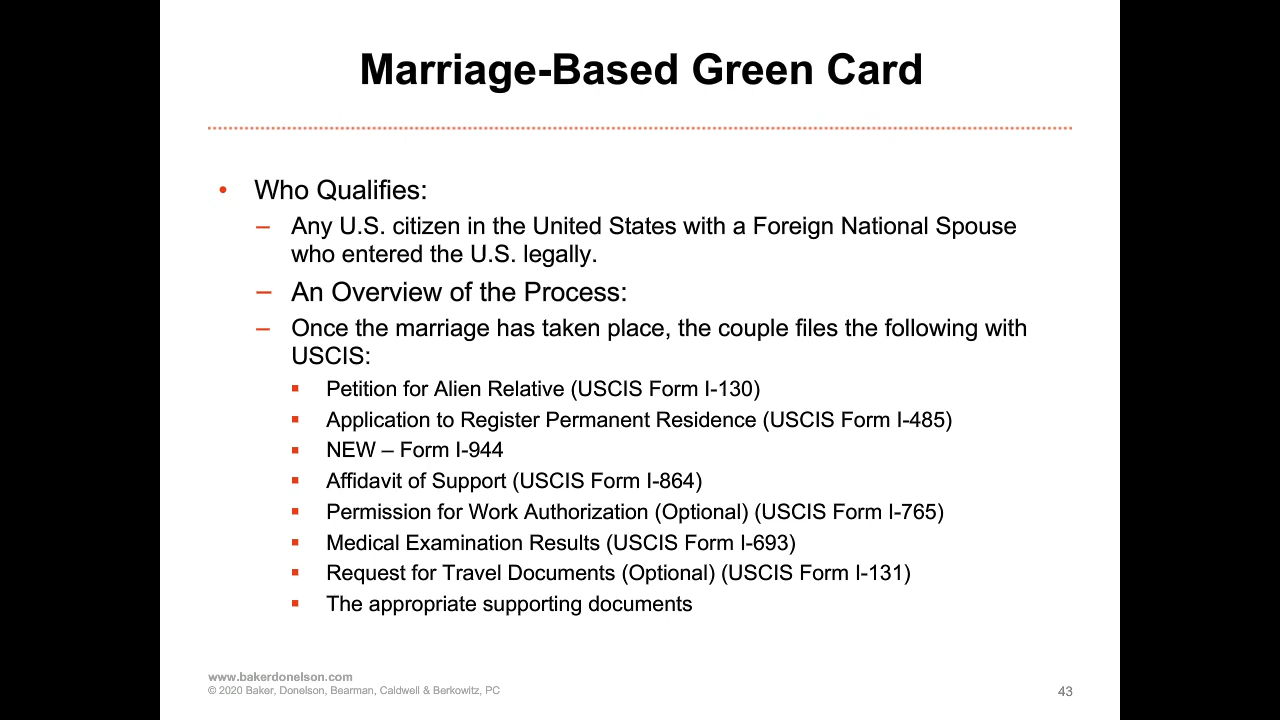 Marriage-Based Green Card
• Who Qualifies:
– Any U.S. citizen in the United States with a Foreign National Spouse
who entered the U.S. legally.
– An Overview of the Process:
– Once the marriage has taken place, the couple files the following with
USCIS:
▪ Petition for Alien Relative (USCIS Form I-130)
▪ Application to Register Permanent Residence (USCIS Form I-485)
▪ NEW – Form I-944
▪ Affidavit of Support (USCIS Form I-864)
▪ Permission for Work Authorization (Optional) (USCIS Form I-765)
▪ Medical Examination Results (USCIS Form I-693)
▪ Request for Travel Documents (Optional) (USCIS Form I-131)
▪ The appropriate supporting documents
www.bakerdonelson.com
© 2020 Baker, Donelson, Bearman, Caldwell & Berkowitz, PC
43